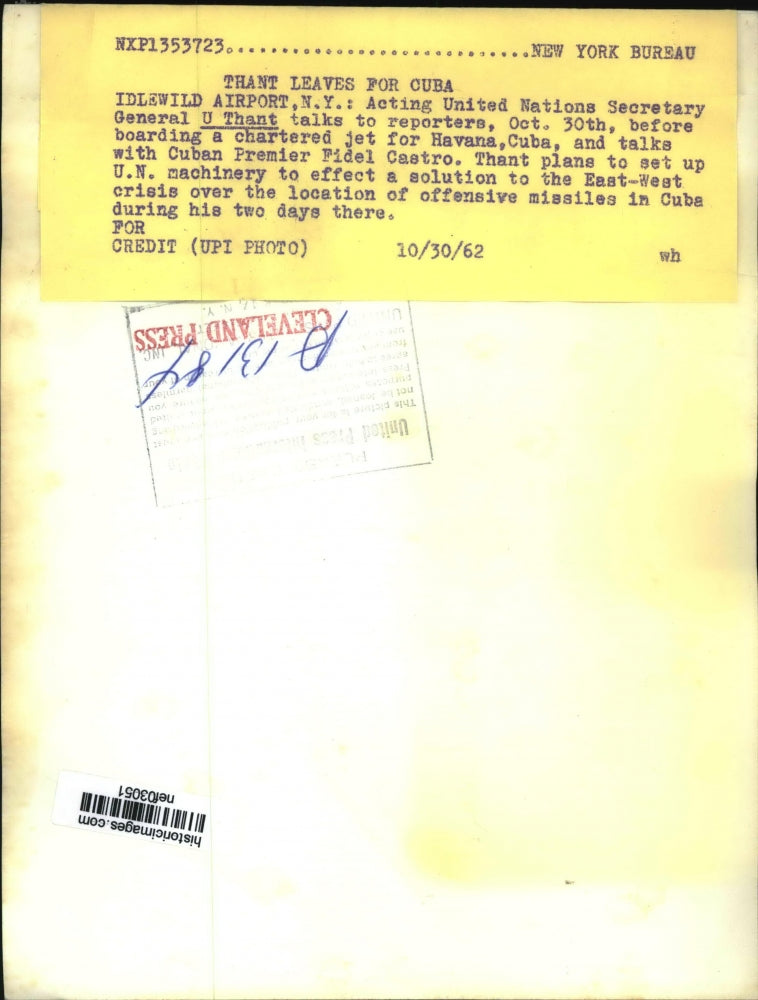 NXP1353723..............................NEW YORK BUREAU
THANT LEAVES FOR CUBA
IDLEWILD AIRPORT,N.Y.: Acting United Nations Secretary
General U Thant talks to reporters, Oct. 30th, before
boarding a chartered jet for Havana,Cuba, and talks
with Cuban Premier Fidel Castro. Thant plans to set up
U.N. machinery to effect a solution to the East-West
crisis over the location of offensive missiles in Cuba
during his two days there.
FOR
CREDIT (UPI PHOTO) 10/30/62 wh
CLEVELAND PRESS
This picture is
United Press
historicimages.com
nef03051